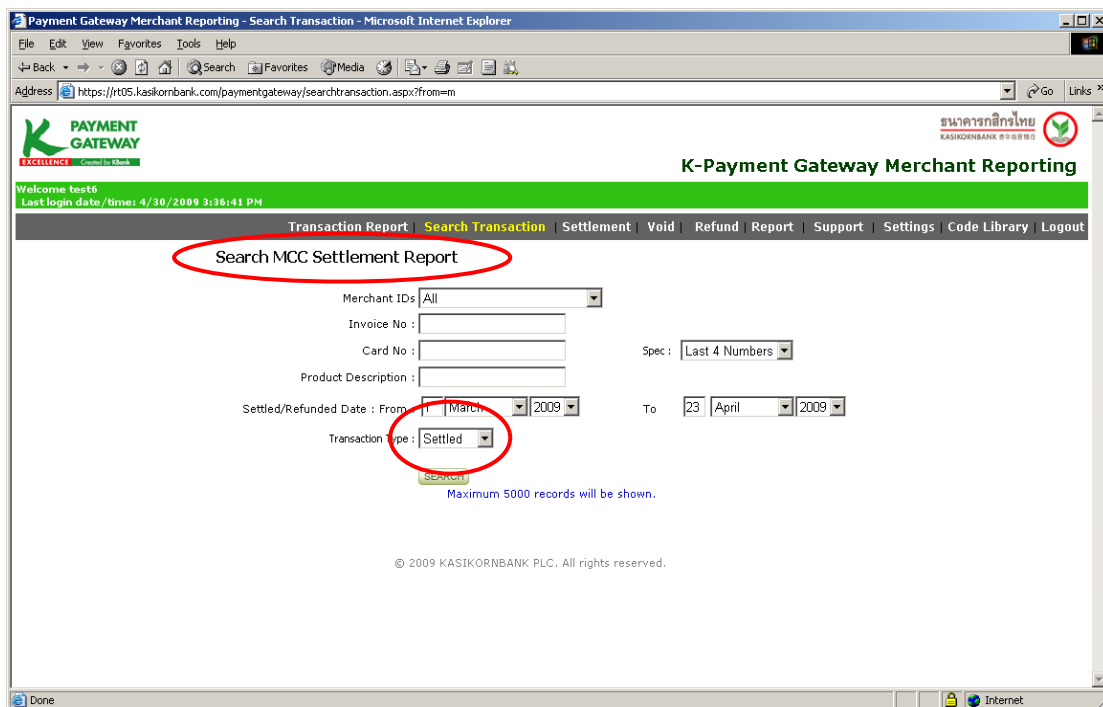 Payment Gateway Merchant Reporting - Search Transaction - Microsoft Internet Explorer
File Edit View Favorites Tools Help
Back Search Favorites Media
Address https://rt05.kasikornbank.com/paymentgateway/searchtransaction.aspx?from=m Go Links »
K PAYMENT GATEWAY
EXCELLENCE Created by KBank
ธนาคารกสิกรไทย
KASIKORNBANK
K-Payment Gateway Merchant Reporting
Welcome test6
Last login date/time: 4/30/2009 3:36:41 PM
Transaction Report | Search Transaction | Settlement | Void | Refund | Report | Support | Settings | Code Library | Logout
Search MCC Settlement Report
Merchant IDs All
Invoice No :
Card No : Spec : Last 4 Numbers
Product Description :
Settled/Refunded Date : From : 1 March 2009 To 23 April 2009
Transaction Type : Settled
SEARCH
Maximum 5000 records will be shown.
© 2009 KASIKORNBANK PLC. All rights reserved.
Done Internet